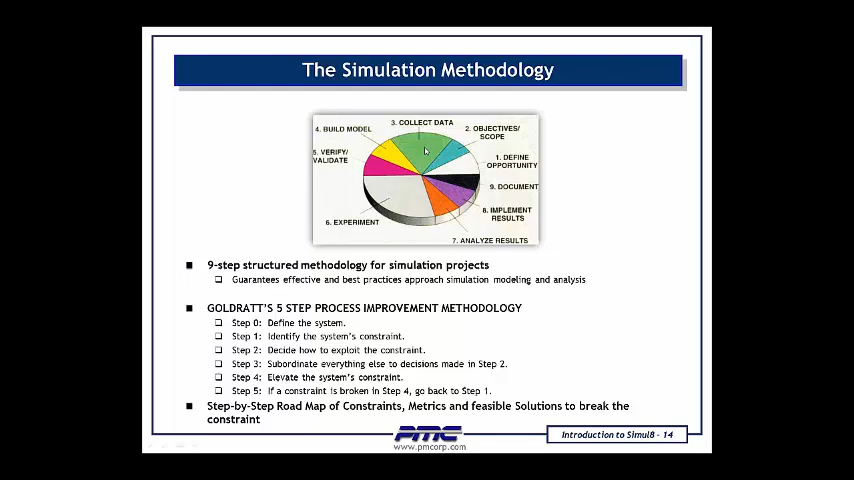 The Simulation Methodology
3. COLLECT DATA
4. BUILD MODEL
2. OBJECTIVES/
SCOPE
5. VERIFY/
VALIDATE
1. DEFINE
OPPORTUNITY
9. DOCUMENT
8. IMPLEMENT
RESULTS
6. EXPERIMENT
7. ANALYZE RESULTS
9-step structured methodology for simulation projects
Guarantees effective and best practices approach simulation modeling and analysis
GOLDRATT'S 5 STEP PROCESS IMPROVEMENT METHODOLOGY
Step 0: Define the system.
Step 1: Identify the system's constraint.
Step 2: Decide how to exploit the constraint.
Step 3: Subordinate everything else to decisions made in Step 2.
Step 4: Elevate the system's constraint.
Step 5: If a constraint is broken in Step 4, go back to Step 1.
Step-by-Step Road Map of Constraints, Metrics and feasible Solutions to break the
constraint
PMC
www.pmcorp.com
Introduction to Simul8 - 14